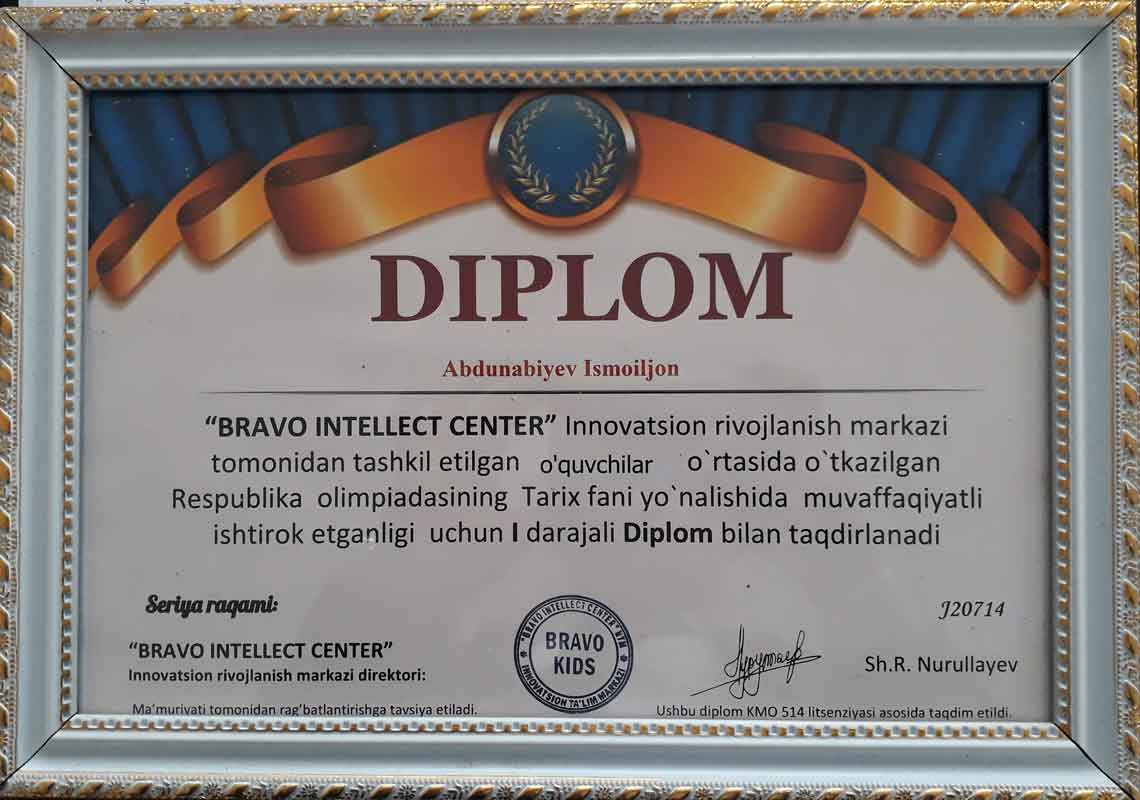 DIPLOM
Abdunabiyev Ismoiljon
“BRAVO INTELLECT CENTER” Innovatsion rivojlanish markazi
tomonidan tashkil etilgan o'quvchilar o`rtasida o`tkazilgan
Respublika olimpiadasining Tarix fani yo`nalishida muvaffaqiyatli
ishtirok etganligi uchun I darajali Diplom bilan taqdirlanadi
Seriya raqami:
J20714
“BRAVO INTELLECT CENTER”
Innovatsion rivojlanish markazi direktori:
"BRAVO INTELLECT CENTER" NTM
BRAVO
KIDS
INNOVATSION TA'LIM MARKAZI
Sh.R. Nurullayev
Ma’muriyati tomonidan rag’batlantirishga tavsiya etiladi.
Ushbu diplom KMO 514 litsenziyasi asosida taqdim etildi.